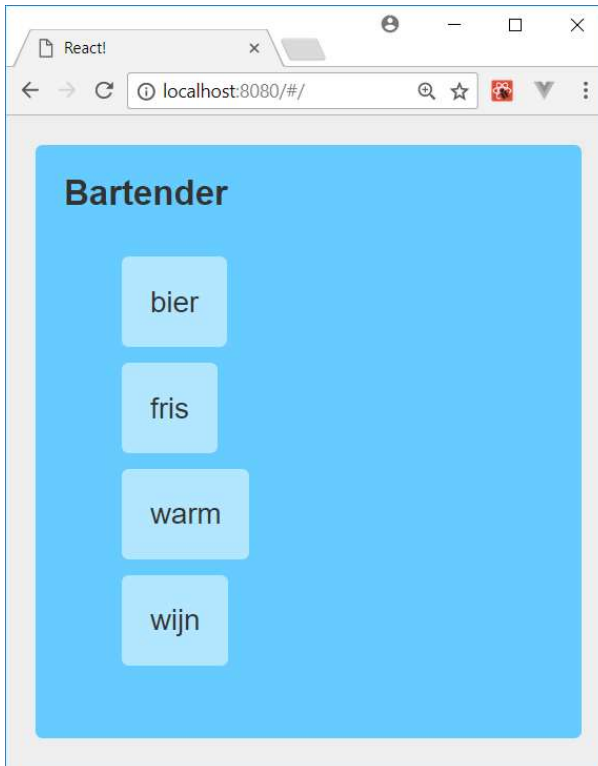 React!
localhost:8080/#/
Bartender
bier
fris
warm
wijn